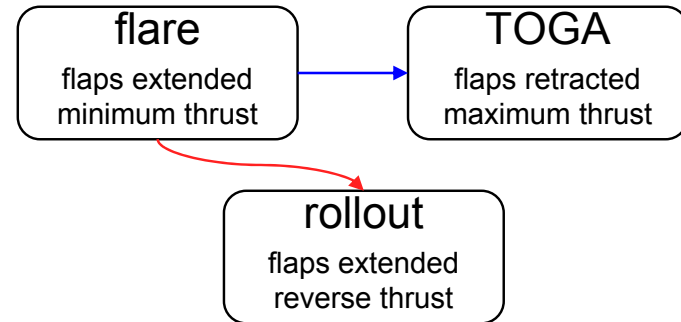 flare
flaps extended
minimum thrust
TOGA
flaps retracted
maximum thrust
rollout
flaps extended
reverse thrust